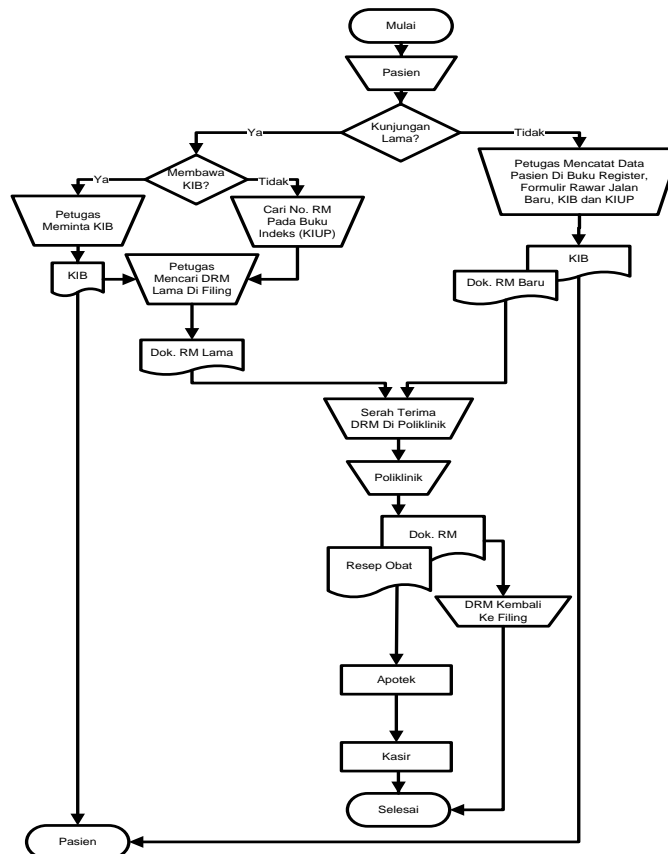 Mulai
Pasien
Kunjungan
Lama?
Ya
Tidak
Membawa
KIB?
Ya
Tidak
Petugas Mencatat Data
Pasien Di Buku Register,
Formulir Rawar Jalan
Baru, KIB dan KIUP
Petugas
Meminta KIB
Cari No. RM
Pada Buku
Indeks (KIUP)
KIB
Petugas
Mencari DRM
Lama Di Filing
KIB
Dok. RM Baru
Dok. RM Lama
Serah Terima
DRM Di Poliklinik
Poliklinik
Dok. RM
Resep Obat
DRM Kembali
Ke Filing
Apotek
Kasir
Selesai
Pasien